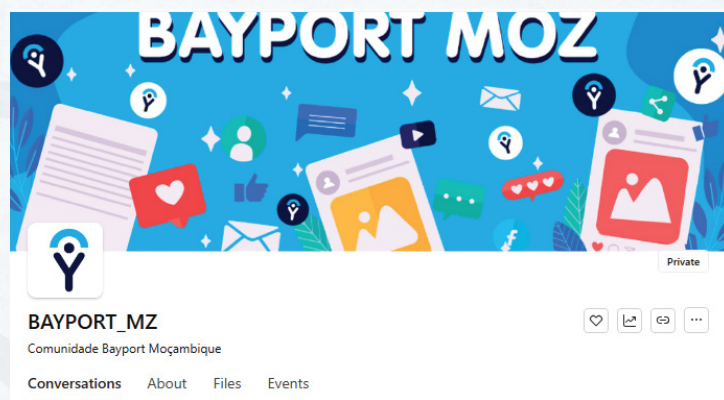 BAYPORT MOZ
Private
BAYPORT_MZ
Comunidade Bayport Moçambique
Conversations About Files Events